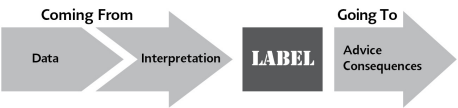 Coming From
Going To
Data
Interpretation
LABEL
Advice
Consequences